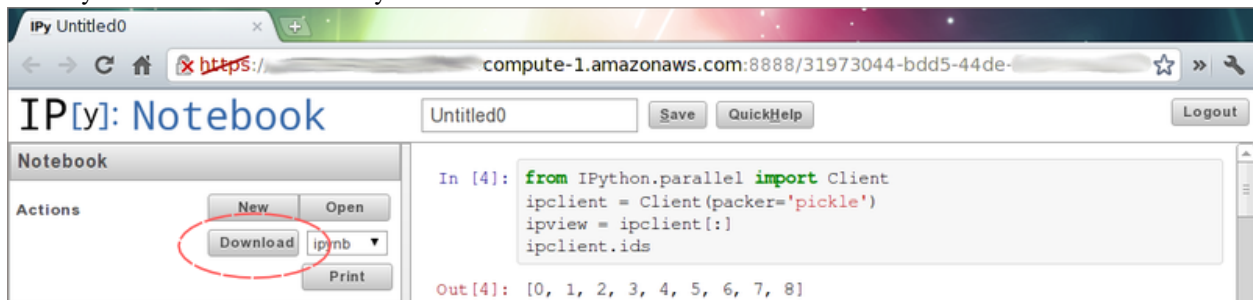 IPy Untitled0
https:// compute-1.amazonaws.com:8888/31973044-bdd5-44de-
IP[y]: Notebook
Untitled0 Save QuickHelp Logout
Notebook
Actions
New Open
Download ipynb
Print
In [4]: from IPython.parallel import Client
ipclient = Client(packer='pickle')
ipview = ipclient[:]
ipclient.ids
Out[4]: [0, 1, 2, 3, 4, 5, 6, 7, 8]